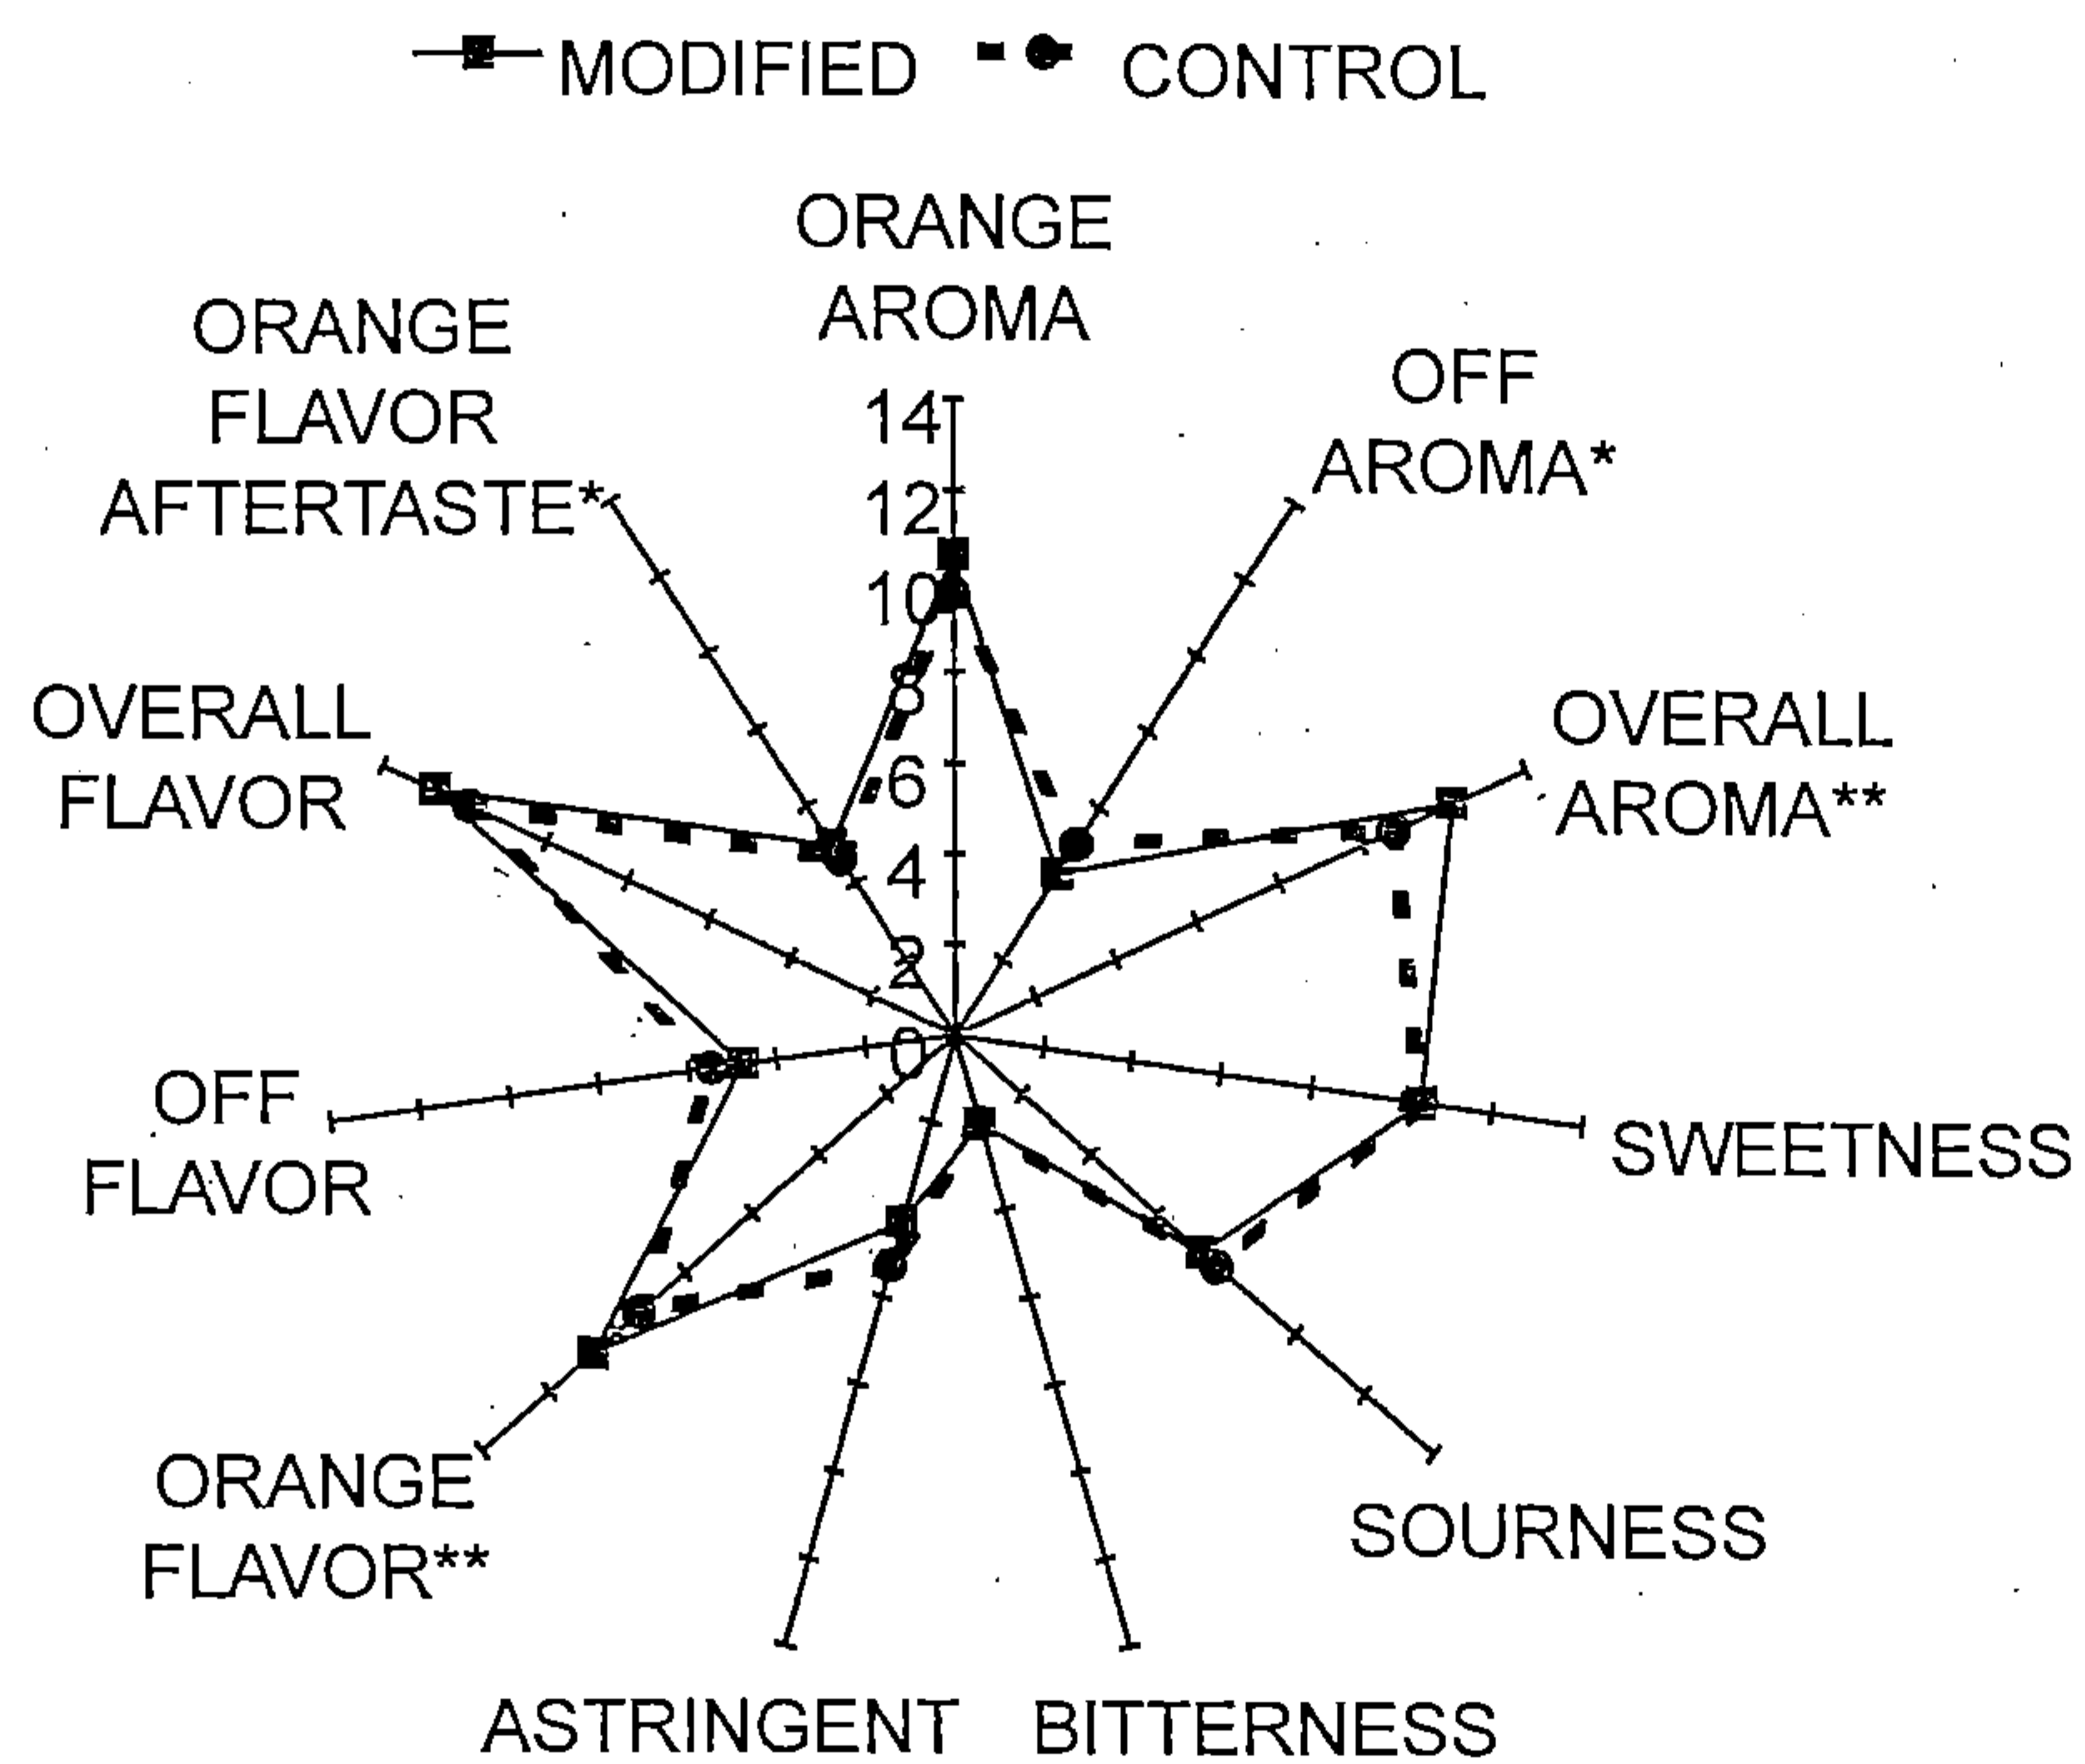 MODIFIED CONTROL
ORANGE
AROMA
ORANGE
FLAVOR
AFTERTASTE*
OFF
AROMA*
14
12
10
8
6
4
2
0
OVERALL
FLAVOR
OVERALL
AROMA**
OFF
FLAVOR
SWEETNESS
ORANGE
FLAVOR**
SOURNESS
ASTRINGENT BITTERNESS